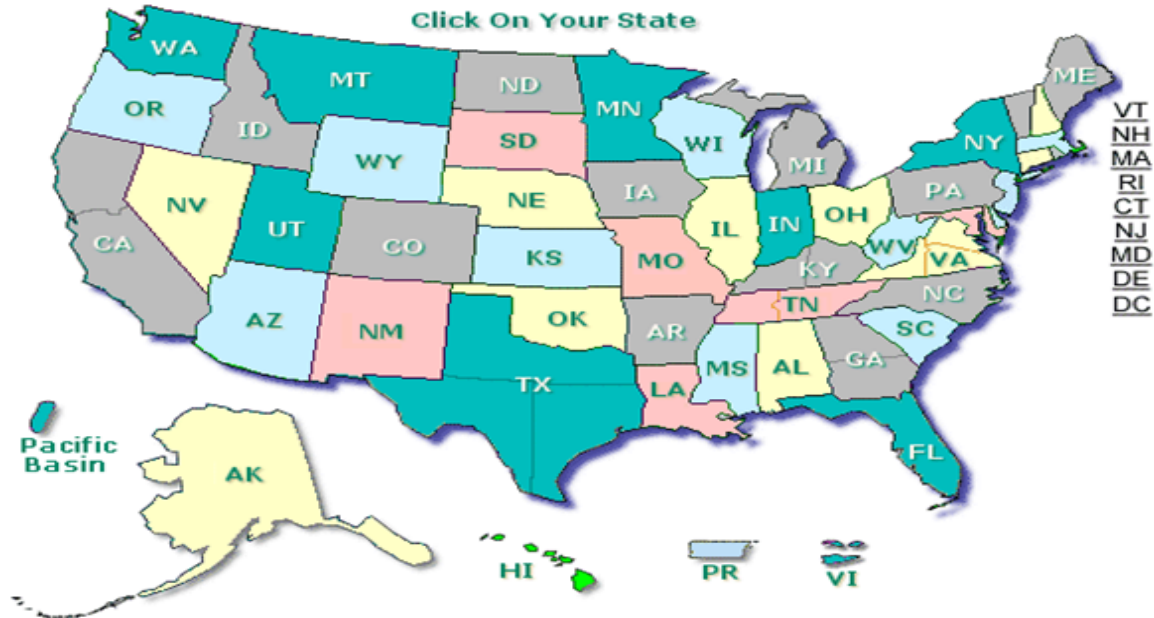 Click On Your State
WA
MT
ND
MN
ME
OR
ID
SD
WI
MI
NY
WY
VT
NH
MA
RI
CT
NJ
MD
DE
DC
NV
UT
CO
NE
IA
IL
IN
OH
PA
CA
KS
MO
KY
WV
VA
AZ
NM
OK
AR
TN
NC
SC
TX
LA
MS
AL
GA
FL
Pacific
Basin
AK
HI
PR
VI